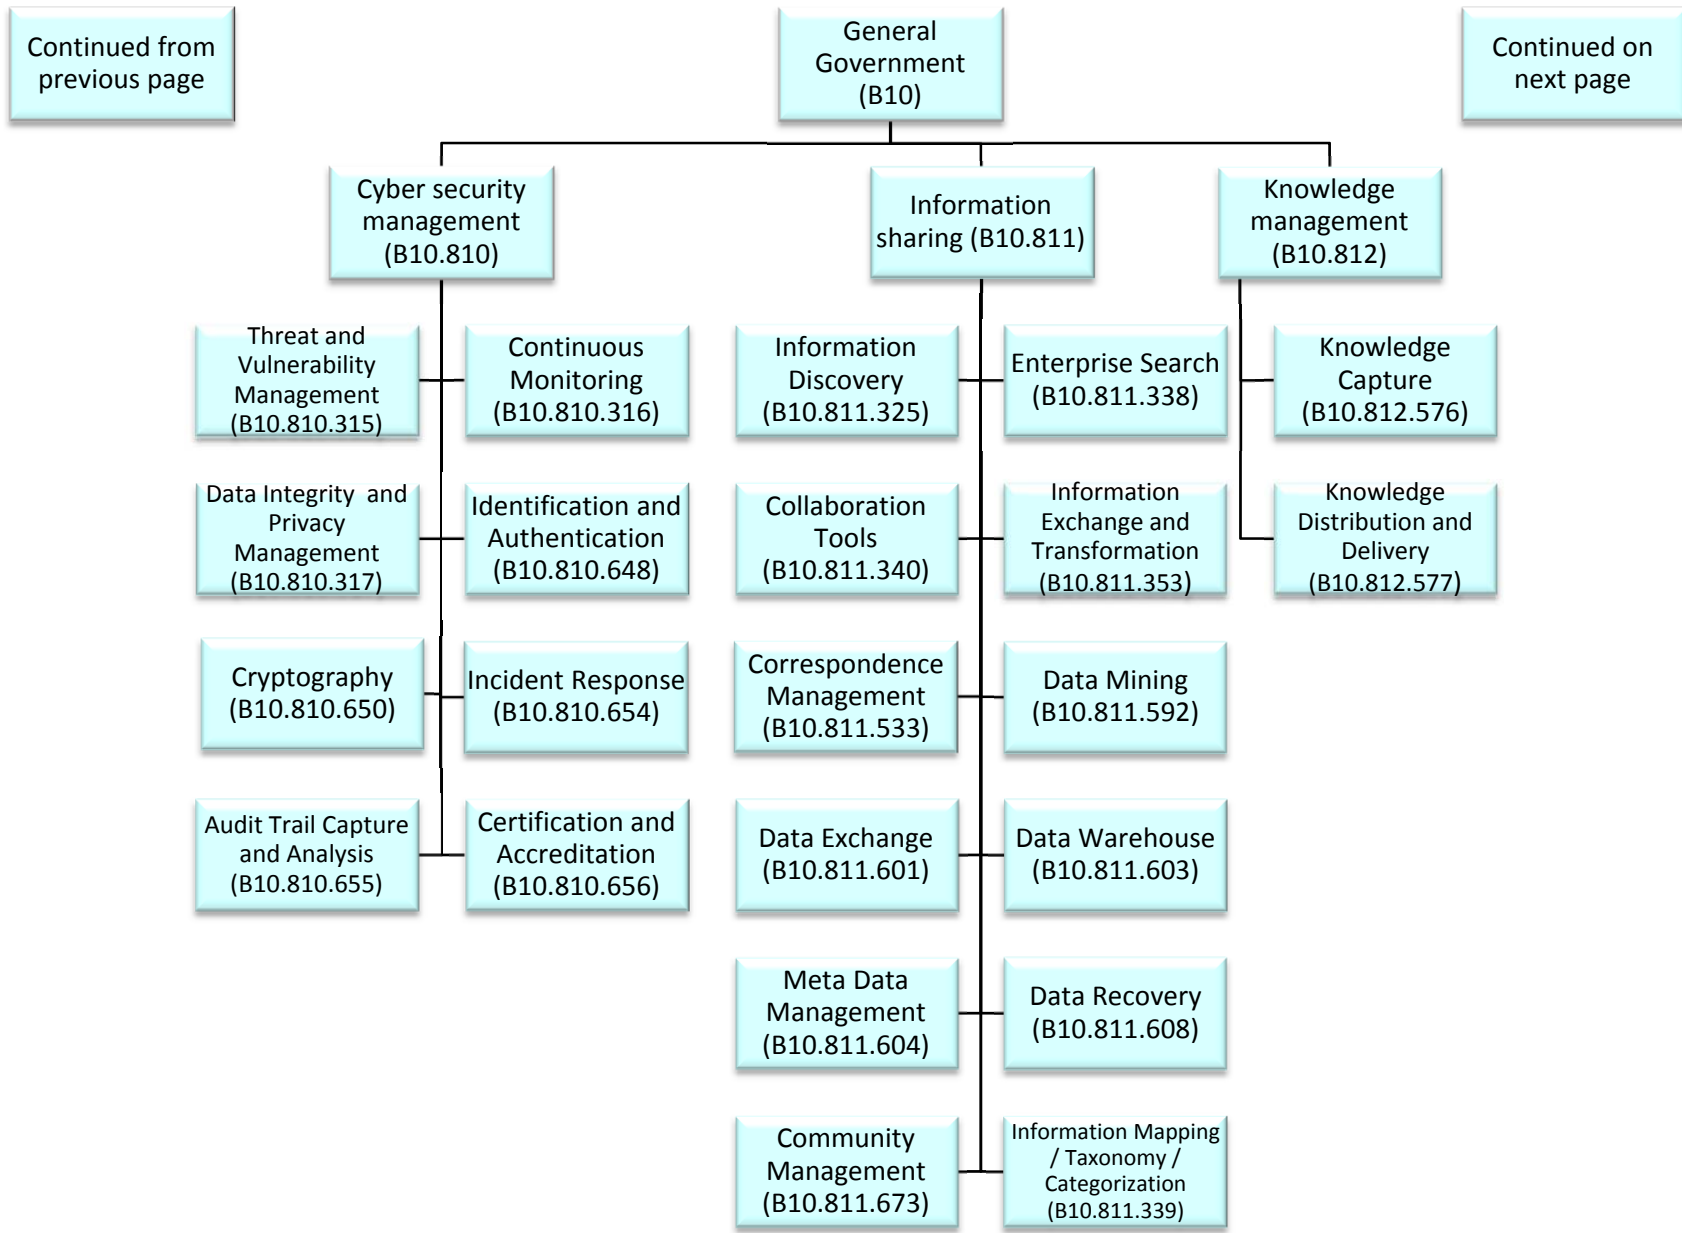 Continued from
previous page
General
Government
(B10)
Continued on
next page
Cyber security
management
(B10.810)
Information
sharing (B10.811)
Knowledge
management
(B10.812)
Threat and
Vulnerability
Management
(B10.810.315)
Continuous
Monitoring
(B10.810.316)
Information
Discovery
(B10.811.325)
Enterprise Search
(B10.811.338)
Knowledge
Capture
(B10.812.576)
Data Integrity  and
Privacy
Management
(B10.810.317)
Identification and
Authentication
(B10.810.648)
Collaboration
Tools
(B10.811.340)
Information
Exchange and
Transformation
(B10.811.353)
Knowledge
Distribution and
Delivery
(B10.812.577)
Cryptography
(B10.810.650)
Incident Response
(B10.810.654)
Correspondence
Management
(B10.811.533)
Data Mining
(B10.811.592)
Audit Trail Capture
and Analysis
(B10.810.655)
Certification and
Accreditation
(B10.810.656)
Data Exchange
(B10.811.601)
Data Warehouse
(B10.811.603)
Meta Data
Management
(B10.811.604)
Data Recovery
(B10.811.608)
Community
Management
(B10.811.673)
Information Mapping
/ Taxonomy /
Categorization
(B10.811.339)